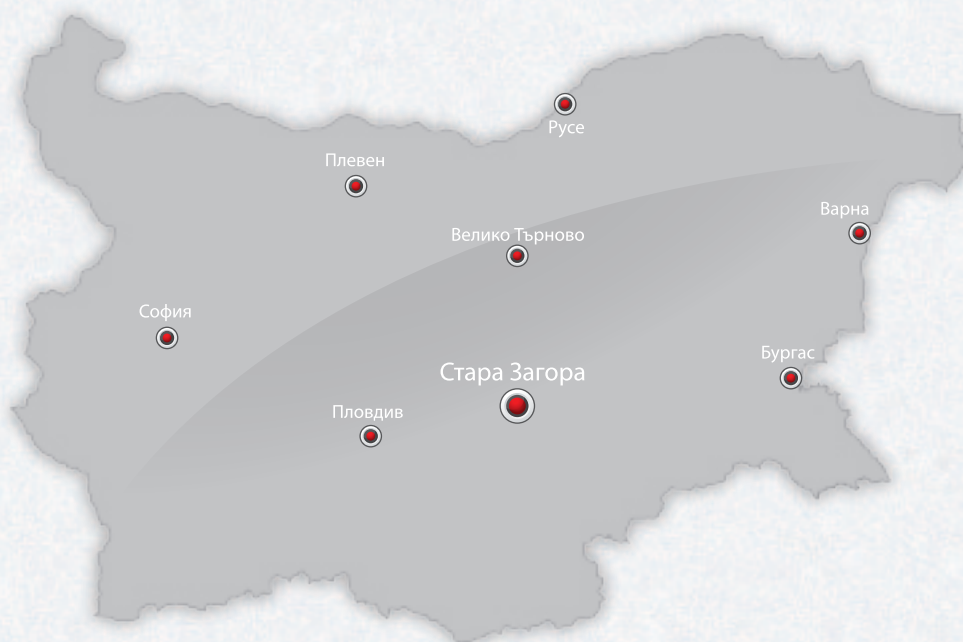 Русе
Плевен
Варна
Велико Търново
София
Бургас
Стара Загора
Пловдив